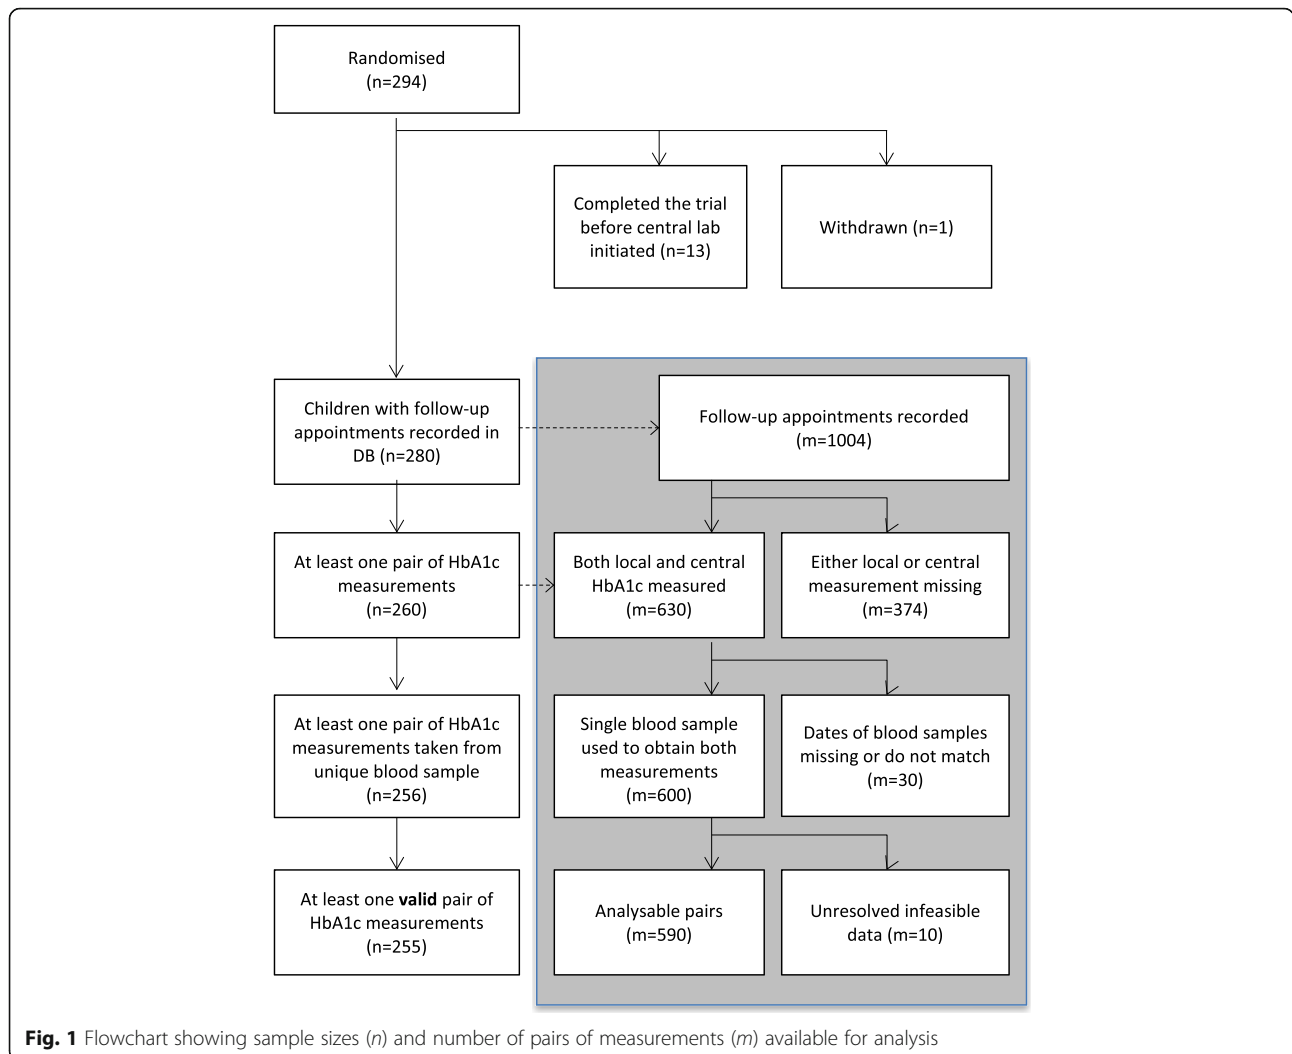 Randomised
(n=294)
Completed the trial
before central lab
initiated (n=13)
Withdrawn (n=1)
Children with follow-up
appointments recorded in
DB (n=280)
Follow-up appointments recorded
(m=1004)
At least one pair of HbA1c
measurements
(n=260)
Both local and central
HbA1c measured
(m=630)
Either local or central
measurement missing
(m=374)
At least one pair of HbA1c
measurements taken from
unique blood sample
(n=256)
Single blood sample
used to obtain both
measurements
(m=600)
Dates of blood samples
missing or do not match
(m=30)
At least one valid pair of
HbA1c measurements
(n=255)
Analysable pairs
(m=590)
Unresolved infeasible
data (m=10)
Fig. 1 Flowchart showing sample sizes (n) and number of pairs of measurements (m) available for analysis